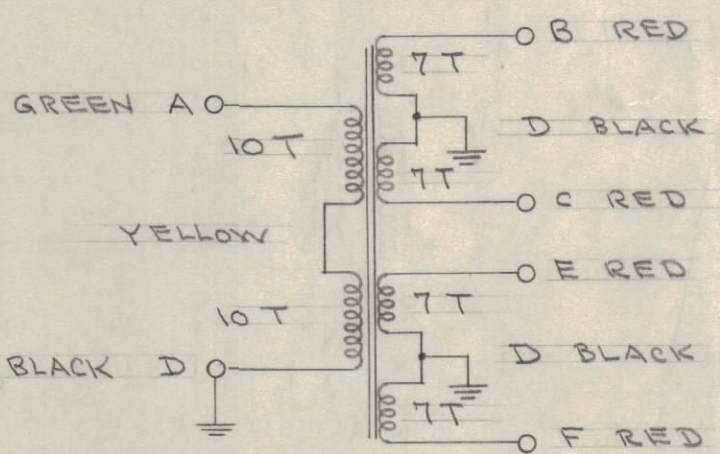 B RED
7T
GREEN A
10T
D BLACK
7T
C RED
YELLOW
E RED
7T
10T
D BLACK
BLACK D
7T
F RED